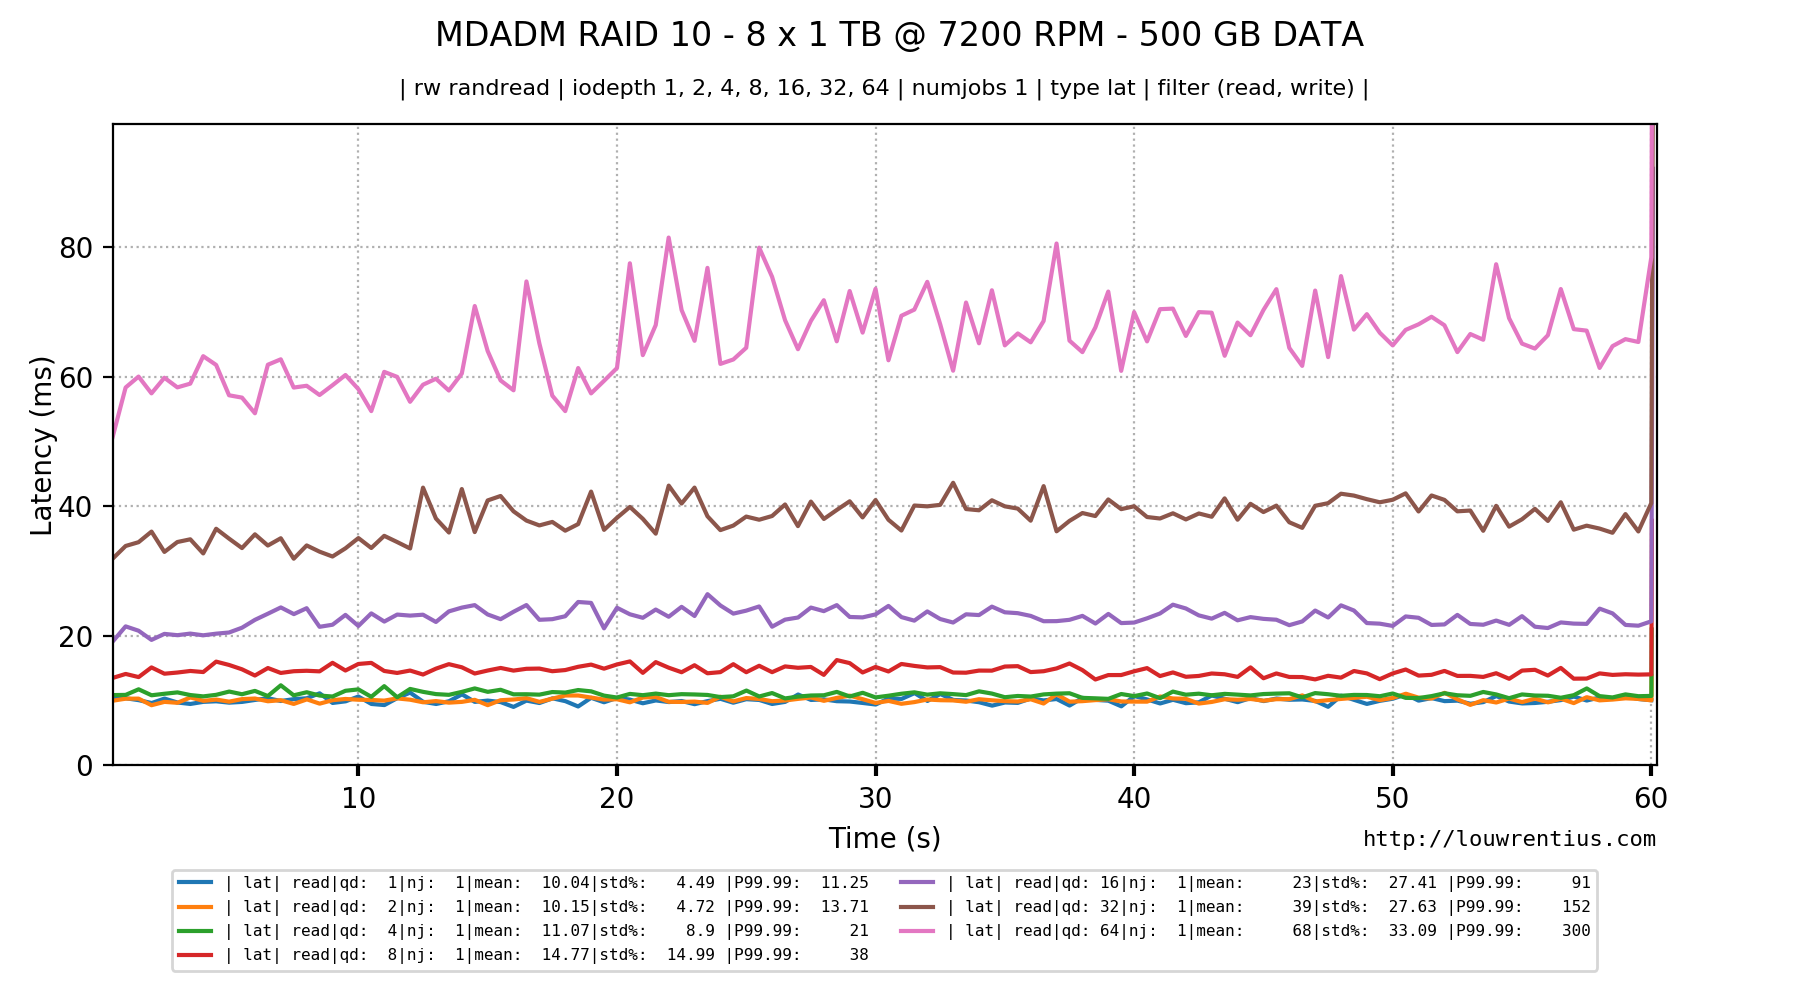 MDADM RAID 10 - 8 x 1 TB @ 7200 RPM - 500 GB DATA
| rw randread | iodepth 1, 2, 4, 8, 16, 32, 64 | numjobs 1 | type lat | filter (read, write) |
Latency (ms)
80
60
40
20
0
10 20 30 40 50 60
Time (s)
http://louwrentius.com
| lat| read|qd:  1|nj:  1|mean:  10.04|std%:   4.49 |P99.99:  11.25
| lat| read|qd:  2|nj:  1|mean:  10.15|std%:   4.72 |P99.99:  13.71
| lat| read|qd:  4|nj:  1|mean:  11.07|std%:    8.9 |P99.99:     21
| lat| read|qd:  8|nj:  1|mean:  14.77|std%:  14.99 |P99.99:     38
| lat| read|qd: 16|nj:  1|mean:     23|std%:  27.41 |P99.99:     91
| lat| read|qd: 32|nj:  1|mean:     39|std%:  27.63 |P99.99:    152
| lat| read|qd: 64|nj:  1|mean:     68|std%:  33.09 |P99.99:    300